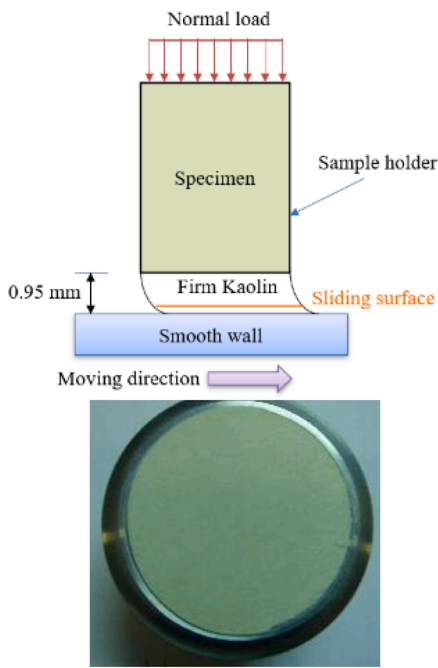 Normal load
Specimen
Sample holder
0.95 mm
Firm Kaolin
Sliding surface
Smooth wall
Moving direction